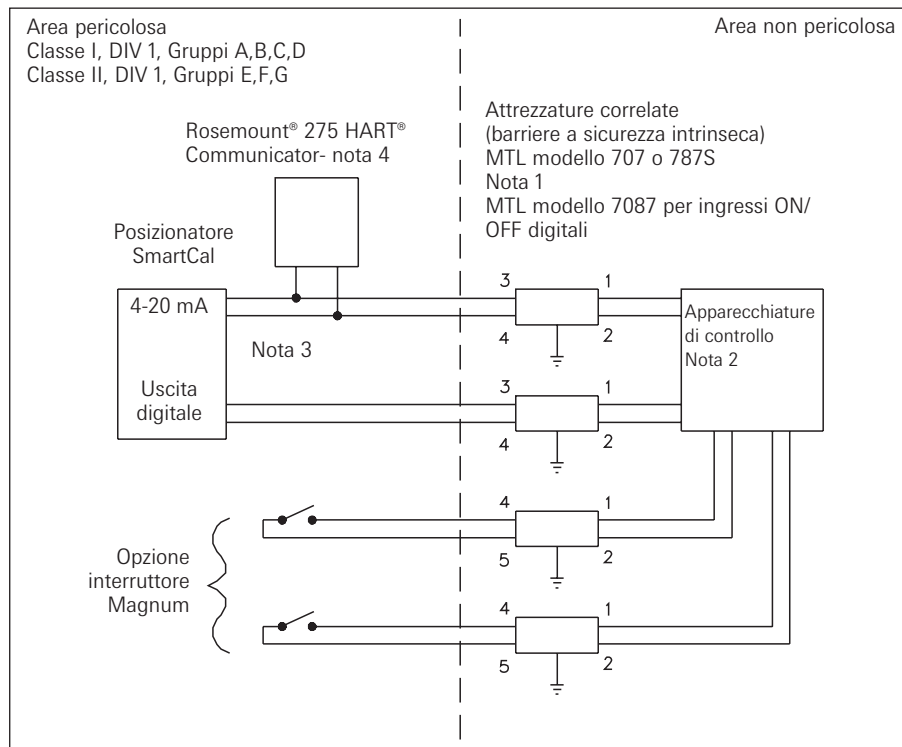 Area pericolosa
Classe I, DIV 1, Gruppi A,B,C,D
Classe II, DIV 1, Gruppi E,F,G
Area non pericolosa
Rosemount® 275 HART®
Communicator- nota 4
Attrezzature correlate
(barriere a sicurezza intrinseca)
MTL modello 707 o 787S
Nota 1
MTL modello 7087 per ingressi ON/
OFF digitali
Posizionatore
SmartCal
4-20 mA
Uscita
digitale
Nota 3
3
1
4
2
Apparecchiature
di controllo
Nota 2
3
1
4
2
4
1
5
2
Opzione
interruttore
Magnum
4
1
5
2